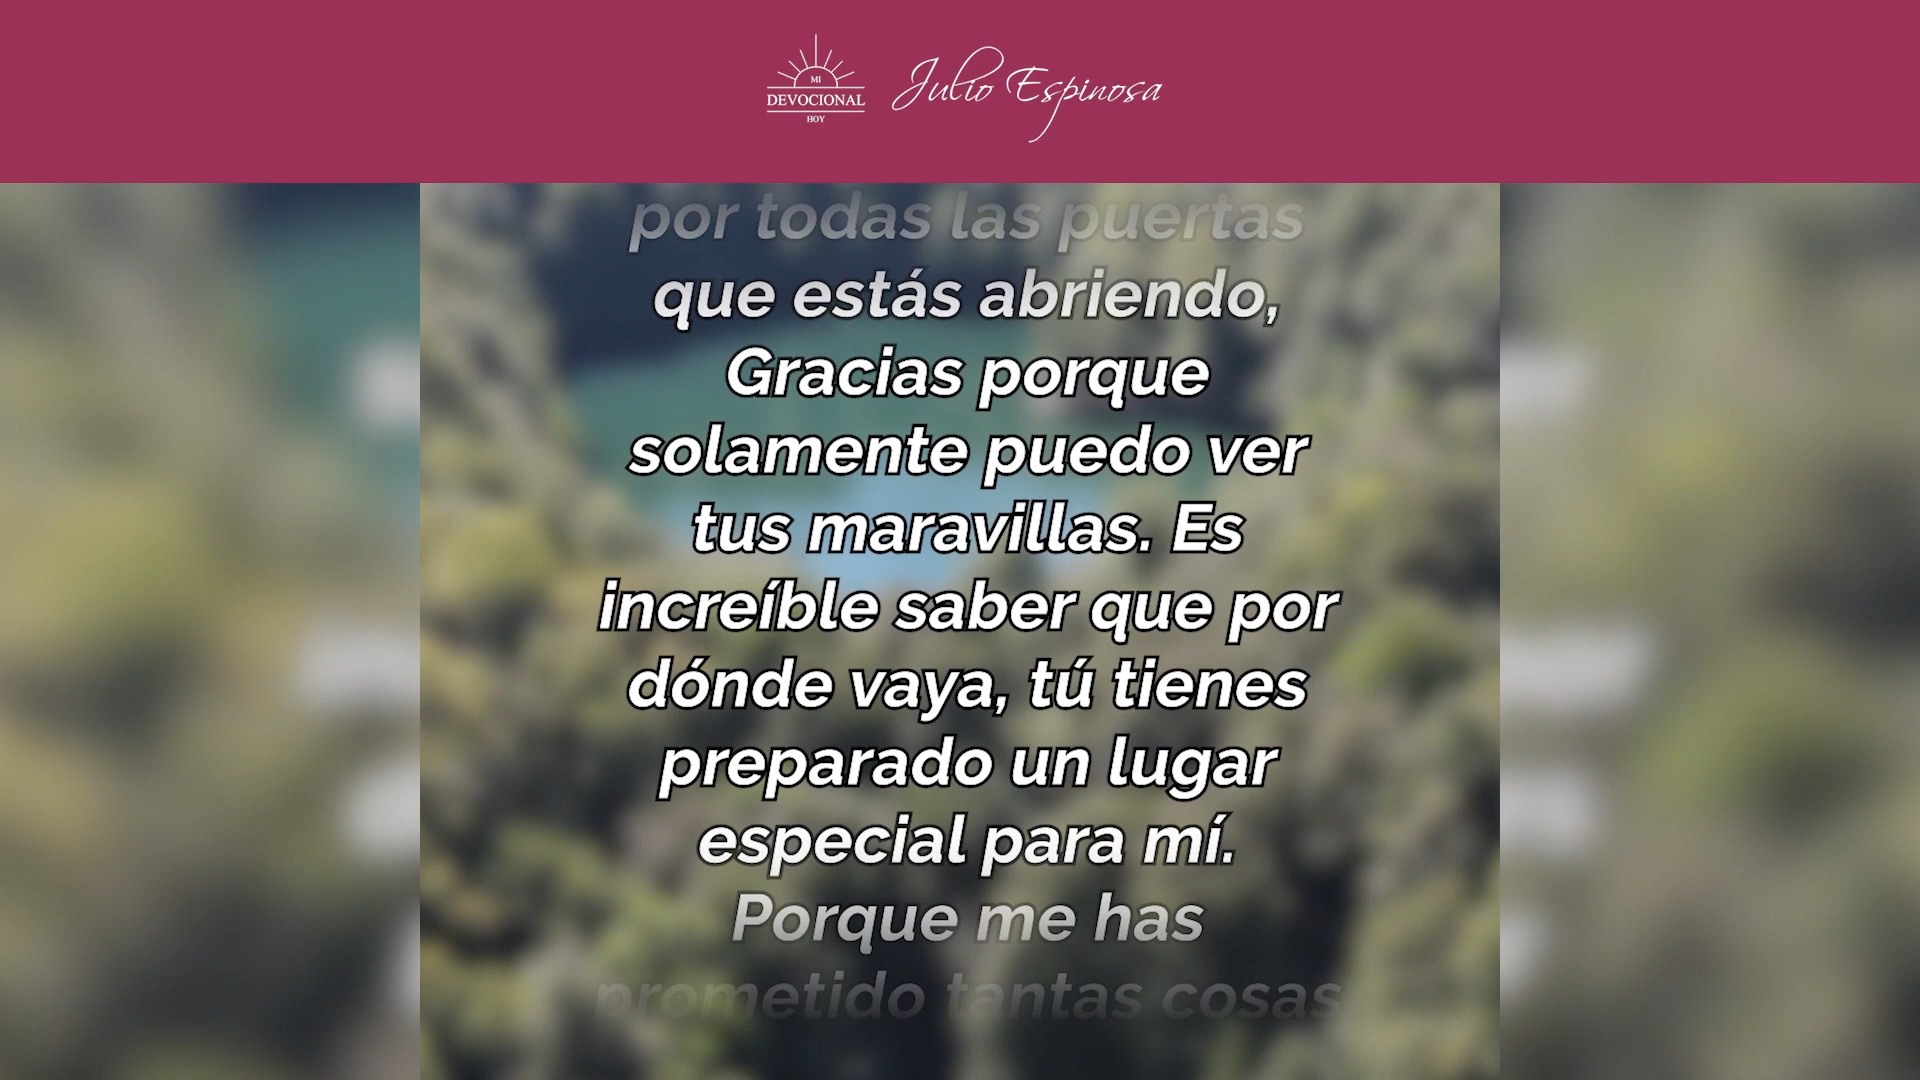 MI
DEVOCIONAL
HOY
Julio Espinosa
por todas las puertas
que estás abriendo,
Gracias porque
solamente puedo ver
tus maravillas. Es
increíble saber que por
dónde vaya, tú tienes
preparado un lugar
especial para mí.
Porque me has
prometido tantas cosas